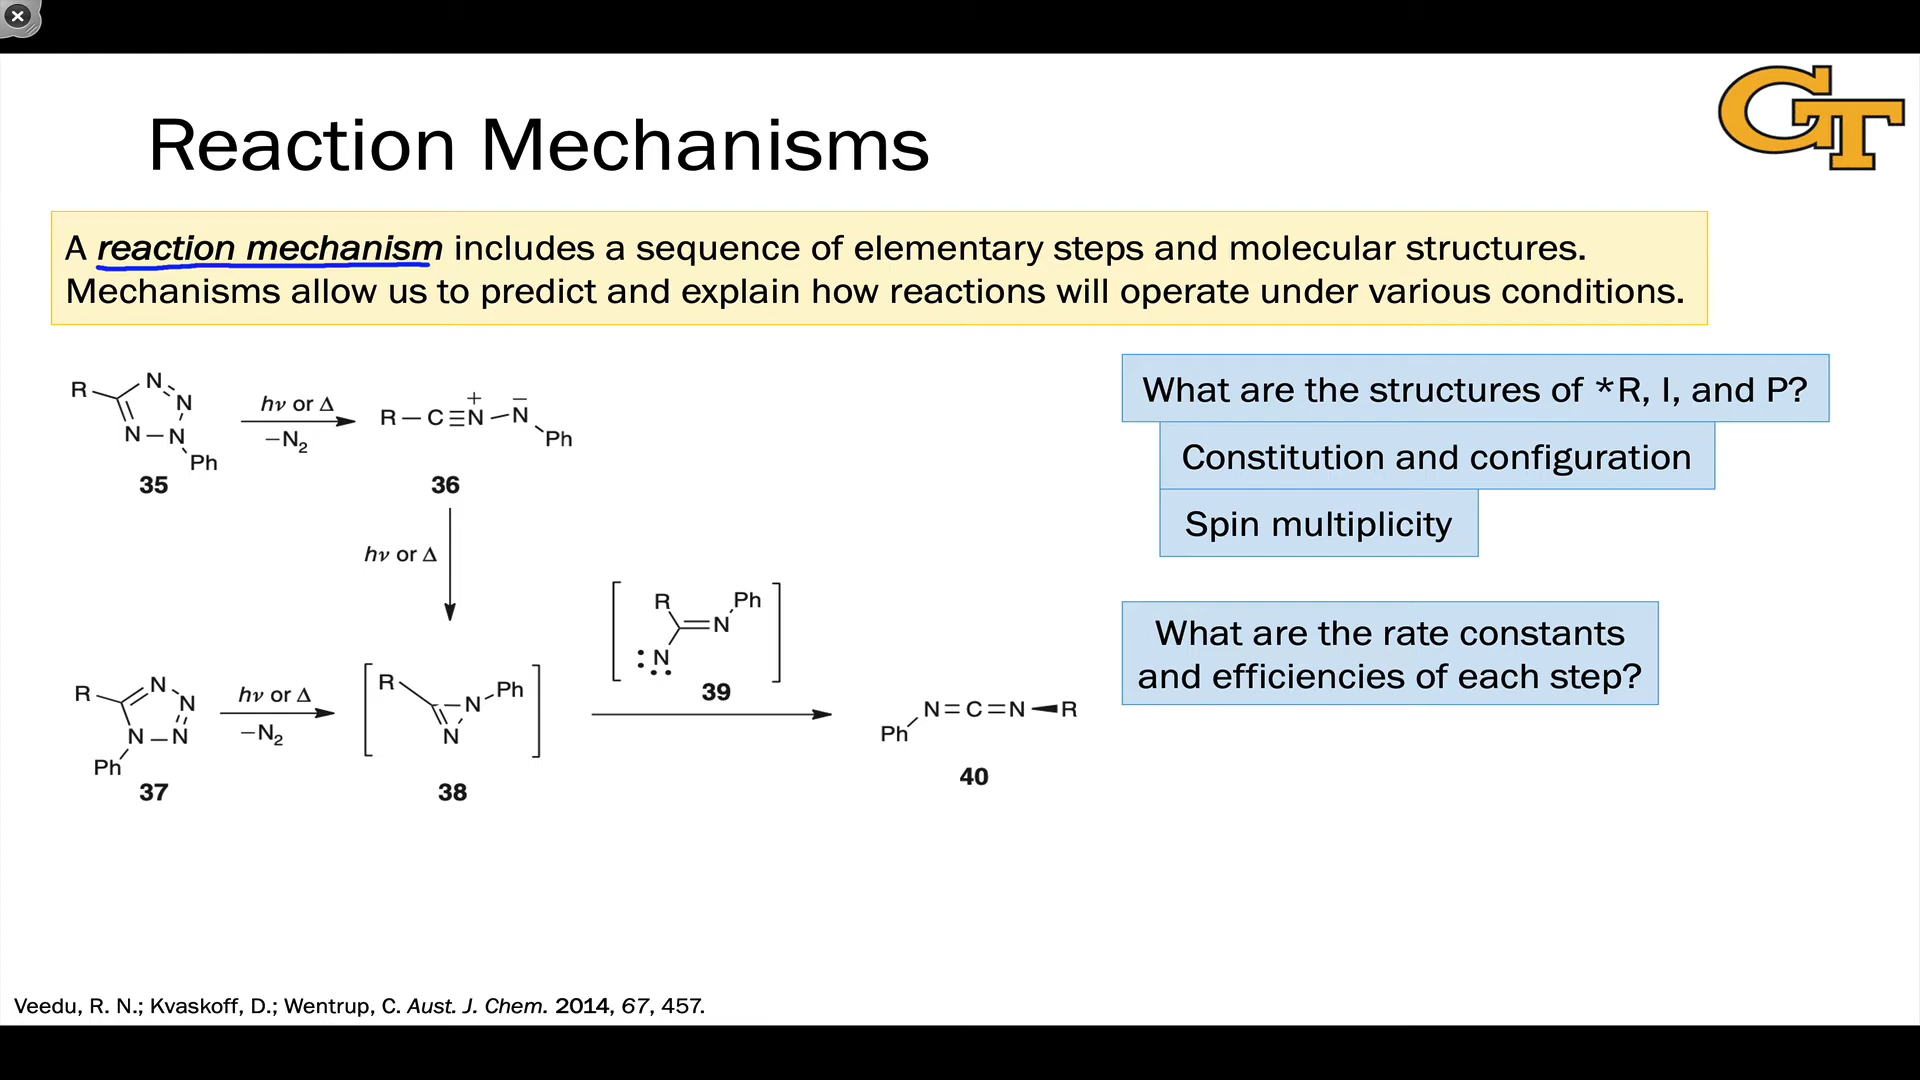 GT
Reaction Mechanisms
A reaction mechanism includes a sequence of elementary steps and molecular structures.
Mechanisms allow us to predict and explain how reactions will operate under various conditions.
R N N N N Ph
35
hν or Δ
−N₂
R — C≡N⁺ — N⁻ Ph
36
hν or Δ
R N N N N Ph
37
hν or Δ
−N₂
R N Ph N
38
R Ph N :N
39
Ph N=C=N R
40
What are the structures of *R, I, and P?
Constitution and configuration
Spin multiplicity
What are the rate constants
and efficiencies of each step?
Veedu, R. N.; Kvaskoff, D.; Wentrup, C. Aust. J. Chem. 2014, 67, 457.